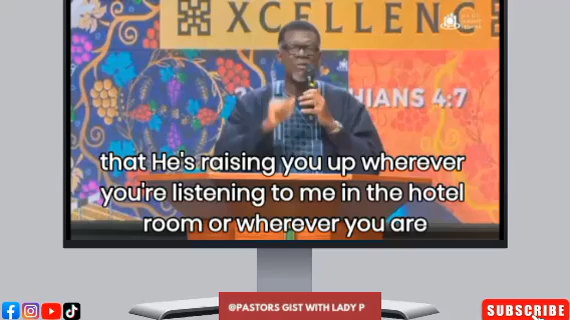 XCELLENC
HIANS 4:7
that He's raising you up wherever
you're listening to me in the hotel
room or wherever you are
@PASTORS GIST WITH LADY P
SUBSCRIBE